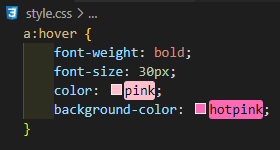 style.css > ...
a:hover {
font-weight: bold;
font-size: 30px;
color: pink;
background-color: hotpink;
}